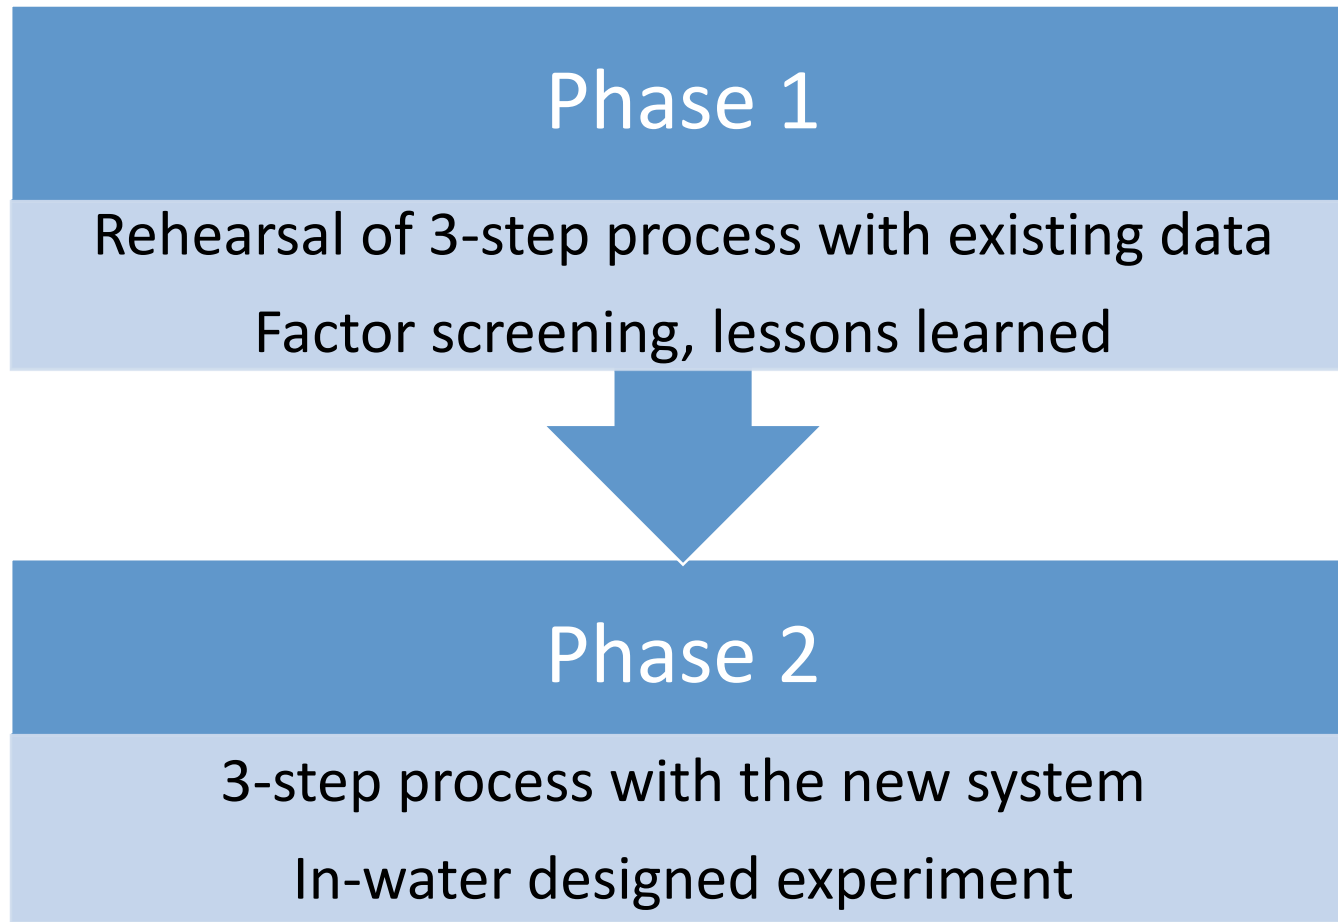 Phase 1
Rehearsal of 3-step process with existing data
Factor screening, lessons learned
Phase 2
3-step process with the new system
In-water designed experiment